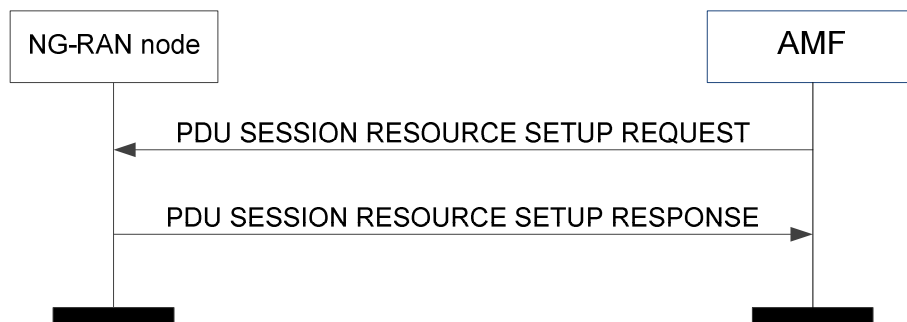 NG-RAN node
AMF
PDU SESSION RESOURCE SETUP REQUEST
PDU SESSION RESOURCE SETUP RESPONSE